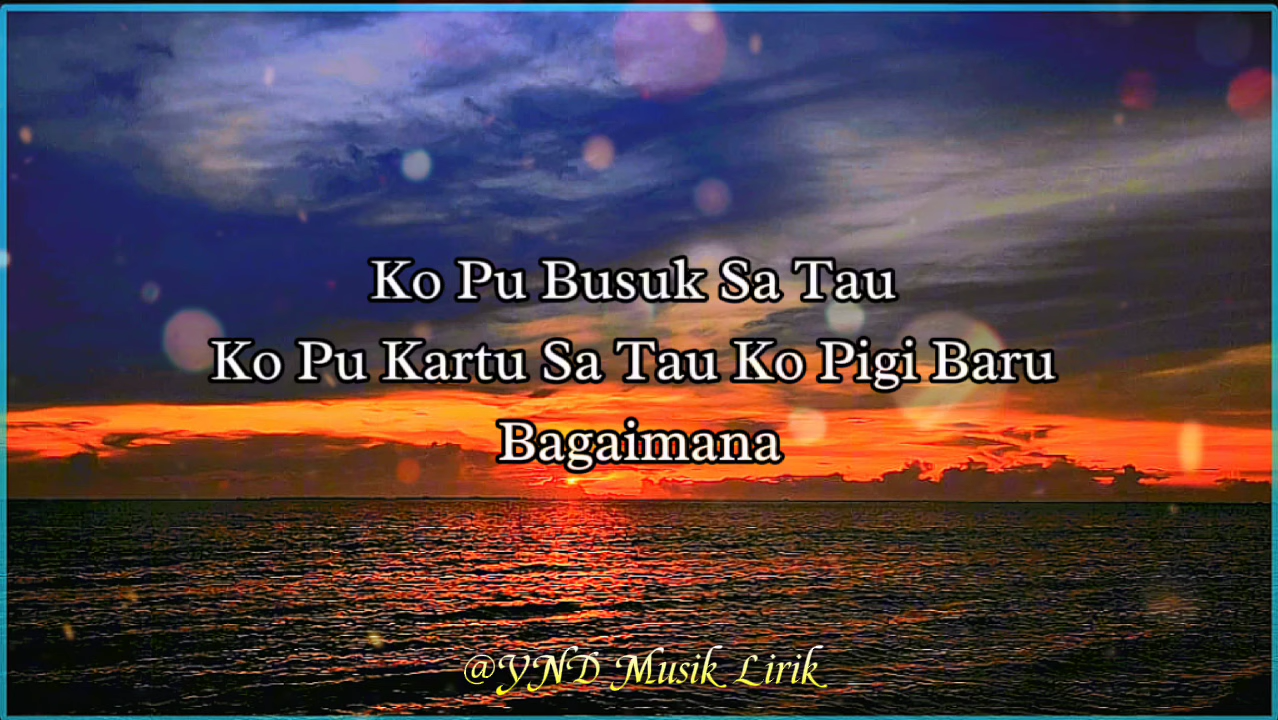 Ko Pu Busuk Sa Tau
Ko Pu Kartu Sa Tau Ko Pigi Baru
Bagaimana
@YND Musik Lirik